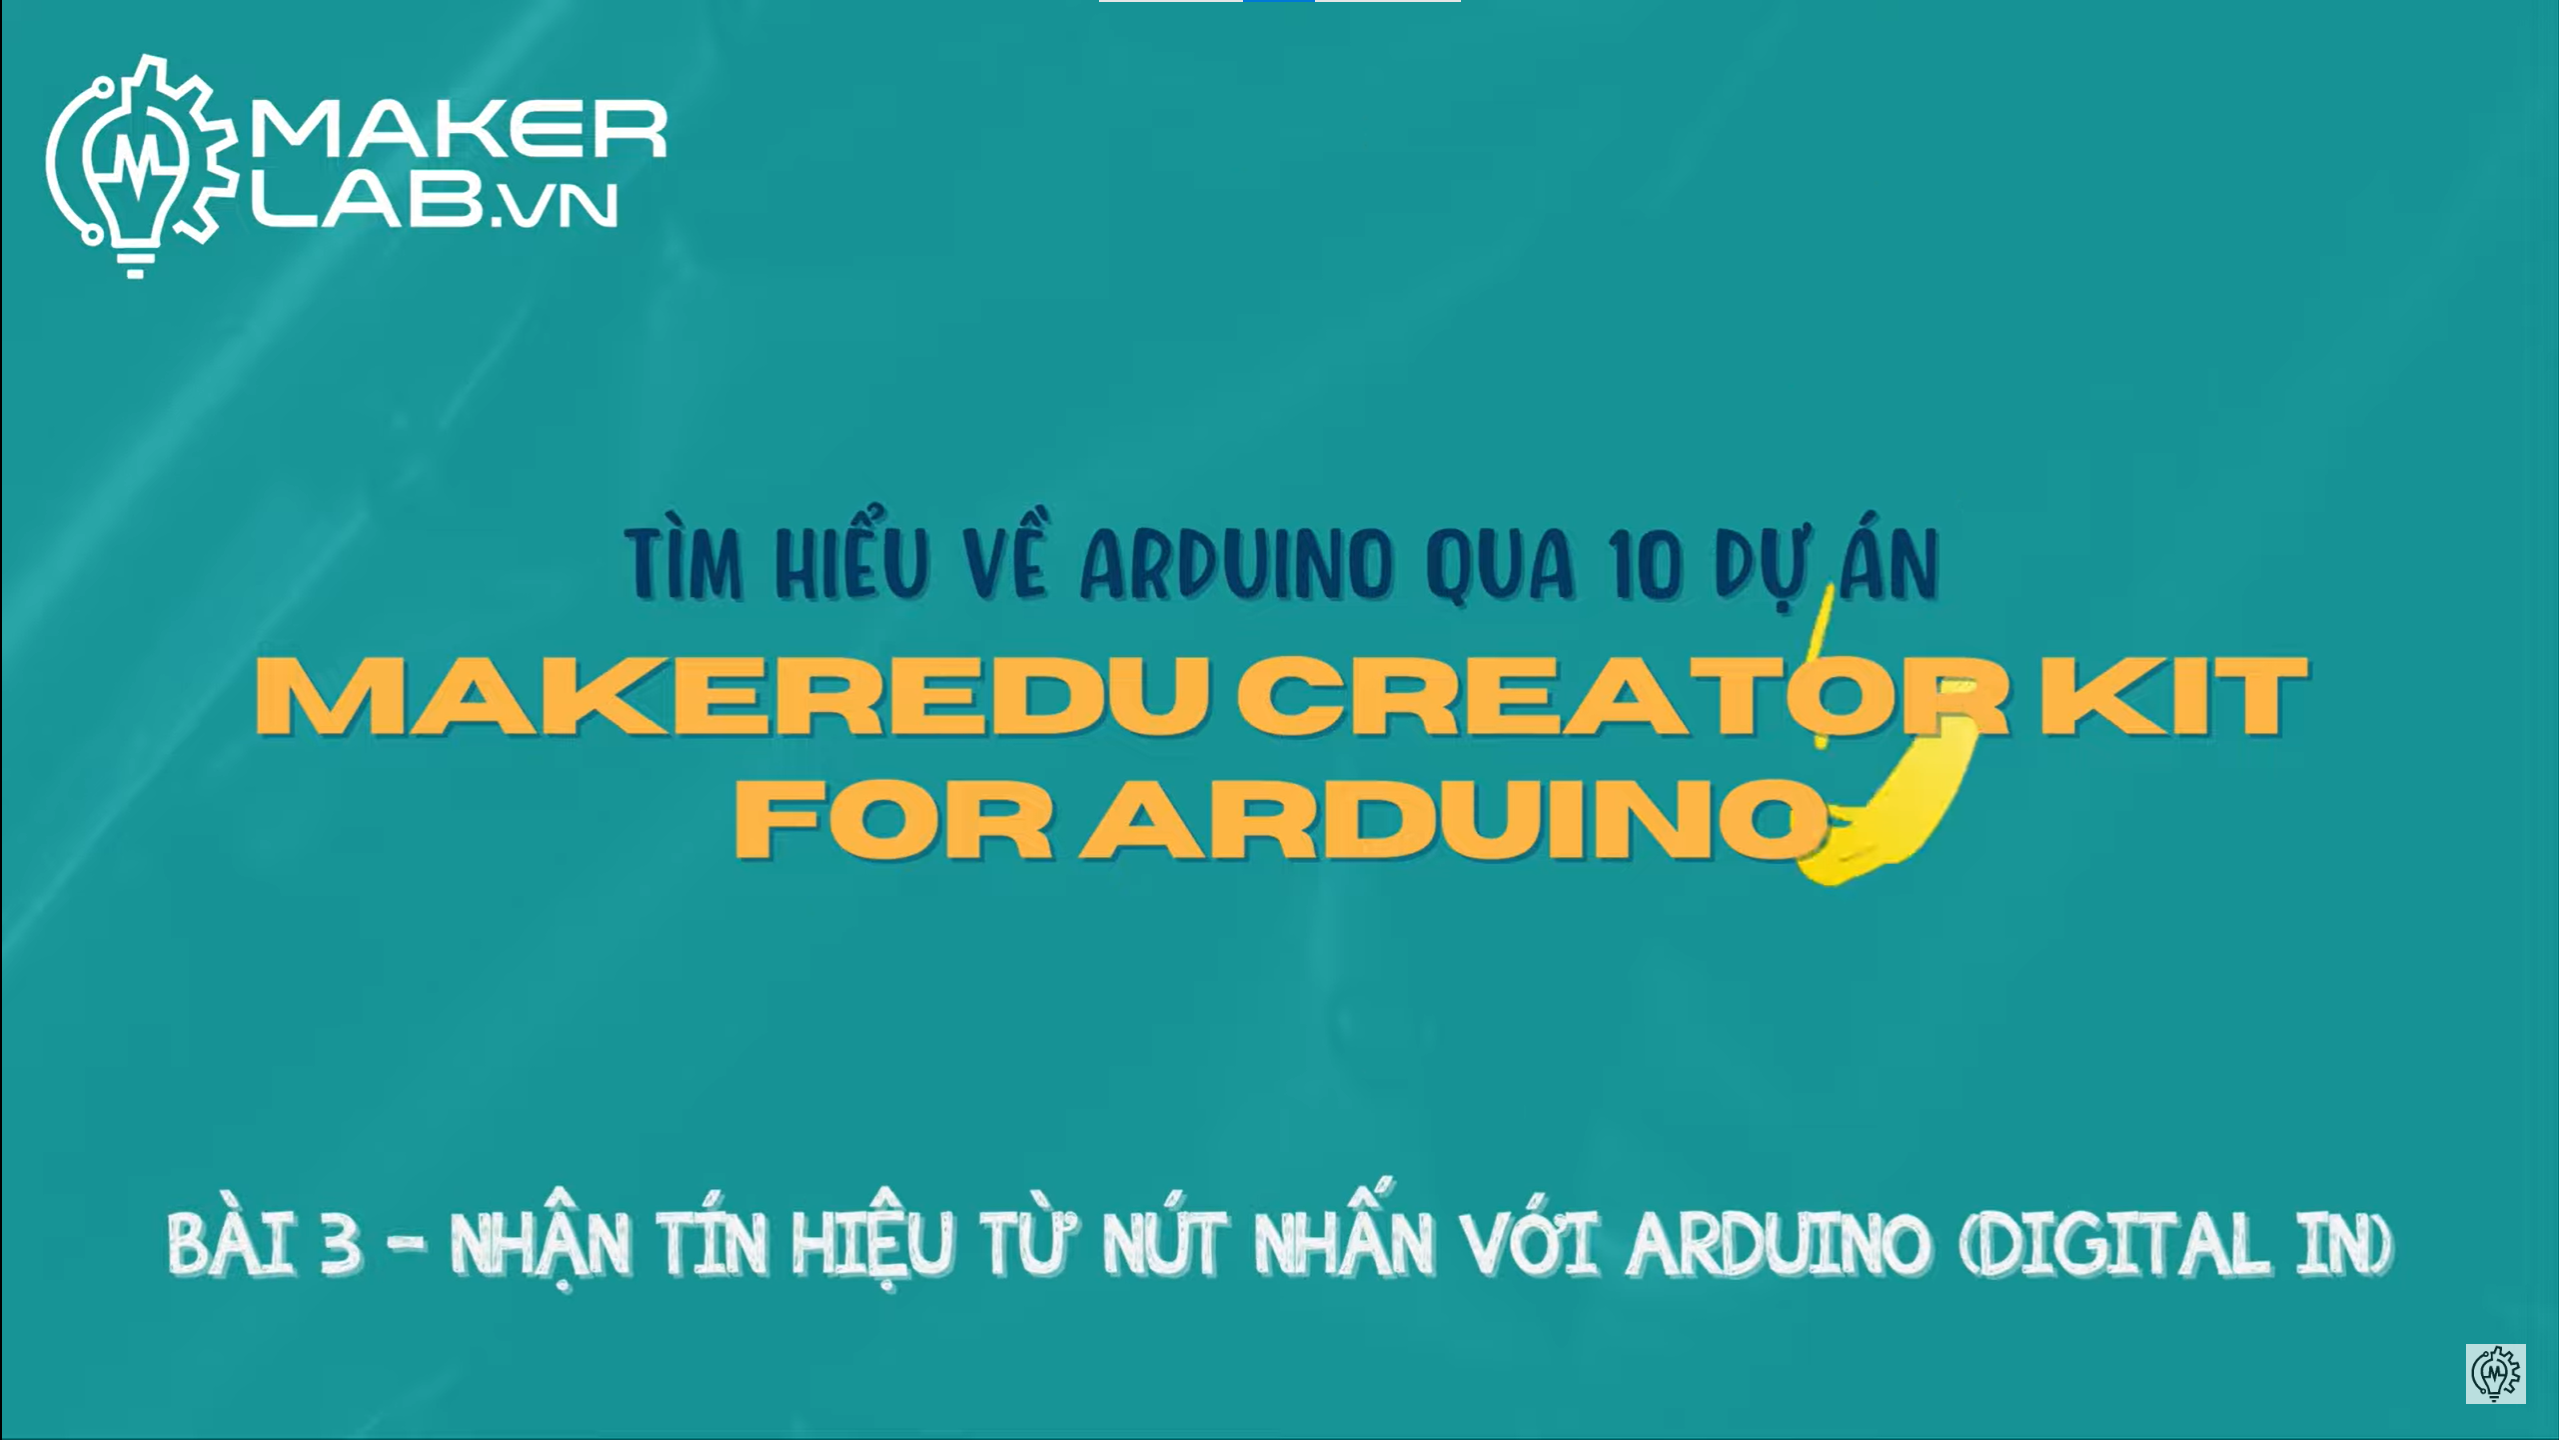 MAKER
LAB.VN
TÌM HIỂU VỀ ARDUINO QUA 10 DỰ ÁN
MAKEREDU CREATOR KIT
FOR ARDUINO
BÀI 3 - NHẬN TÍN HIỆU TỪ NÚT NHẤN VỚI ARDUINO (DIGITAL IN)